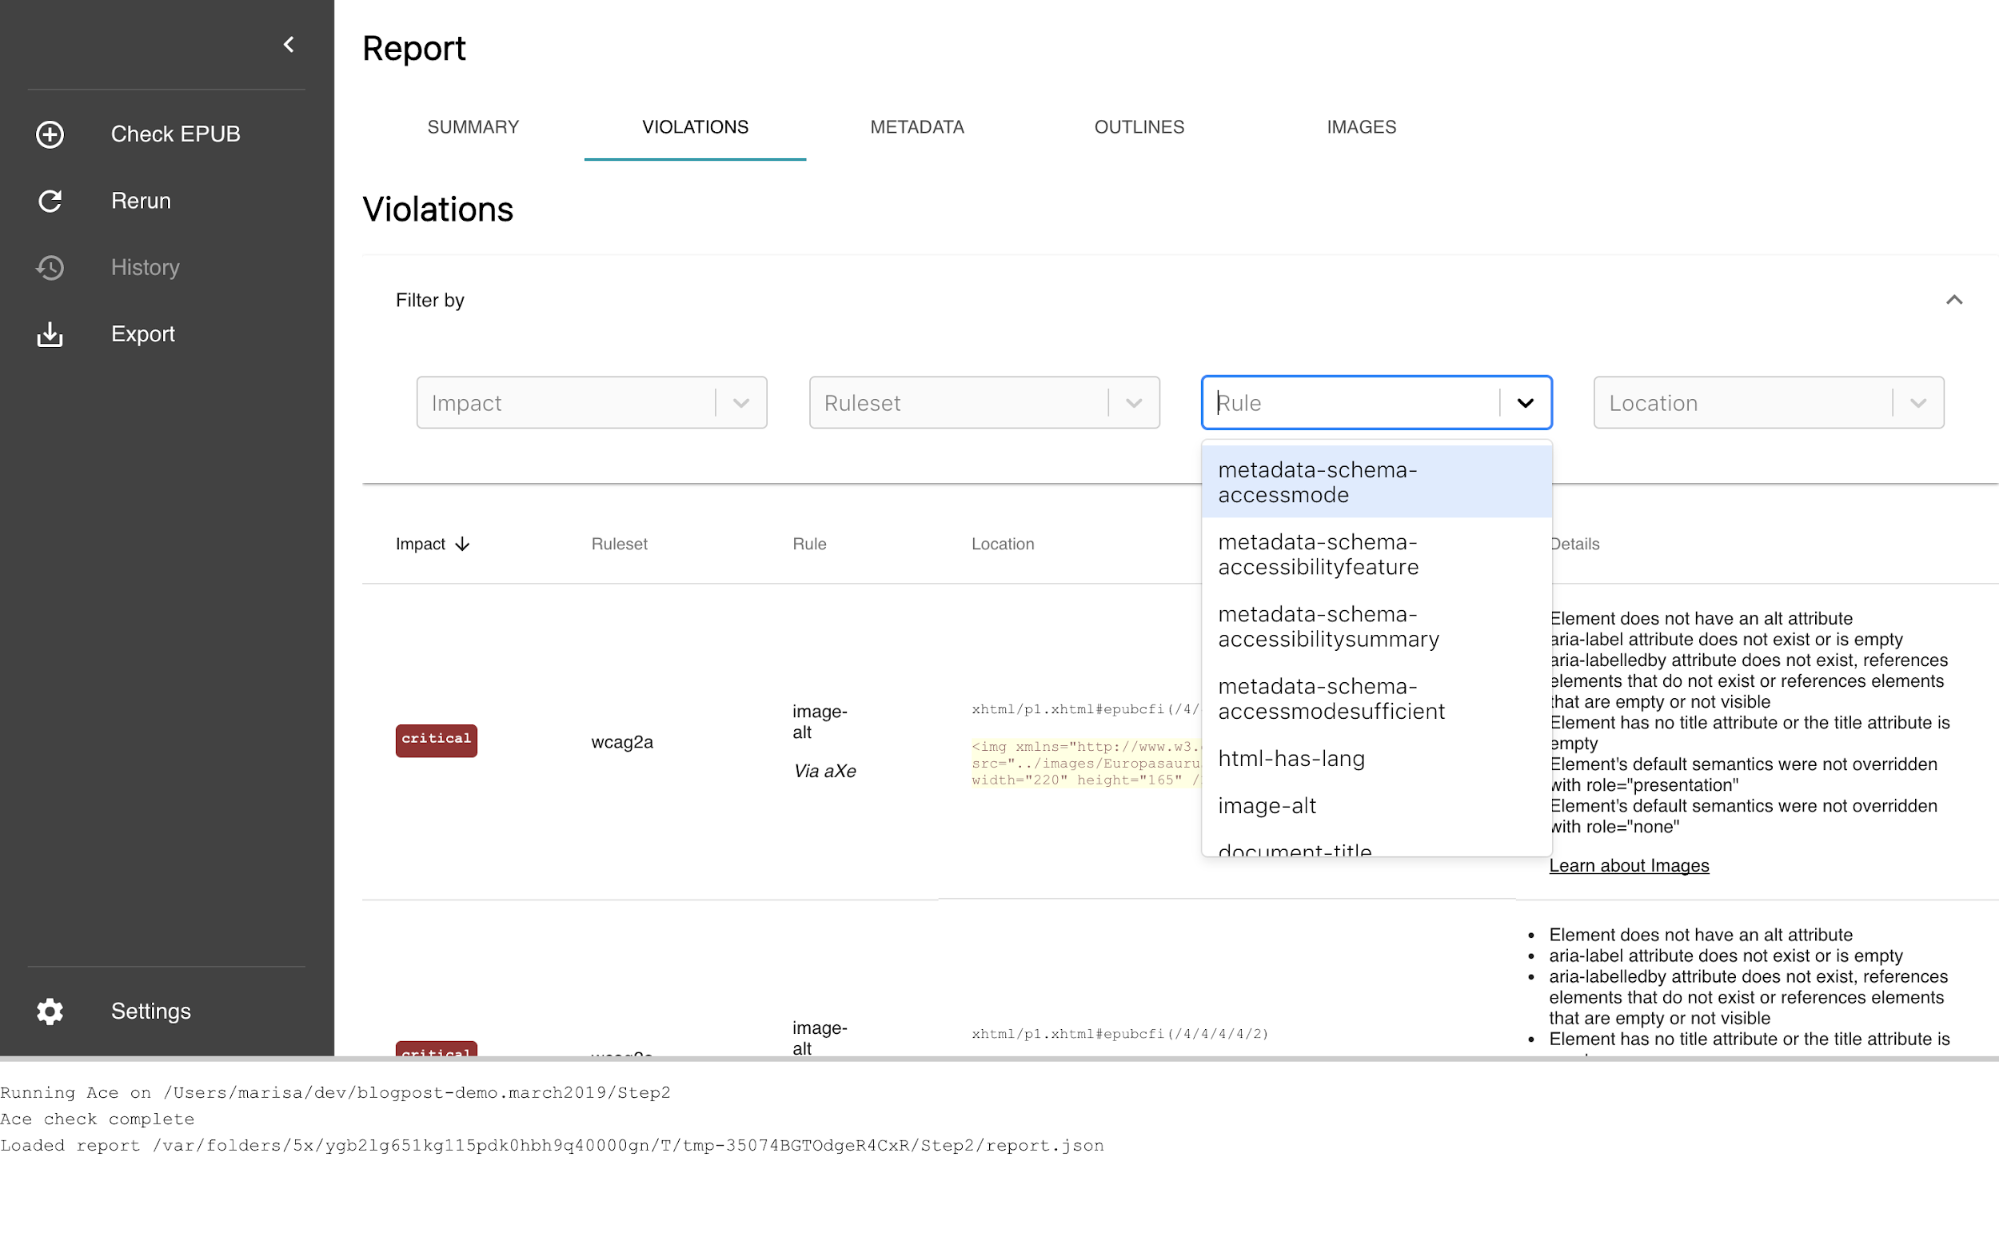 Report
Check EPUB
Rerun
History
Export
Settings
SUMMARY VIOLATIONS METADATA OUTLINES IMAGES
Violations
Filter by
Impact Ruleset Rule Location
metadata-schema-
accessmode
metadata-schema-
accessibilityfeature
metadata-schema-
accessibilitysummary
metadata-schema-
accessmodesufficient
html-has-lang
image-alt
document-title
Impact Ruleset Rule Location Details
critical
wcag2a
image-
alt
Via aXe
xhtml/p1.xhtml#epubcfi(/4/
<img xmlns="http://www.w3.
src="../images/Europasauru
width="220" height="165" /
Element does not have an alt attribute
aria-label attribute does not exist or is empty
aria-labelledby attribute does not exist, references
elements that do not exist or references elements
that are empty or not visible
Element has no title attribute or the title attribute is
empty
Element's default semantics were not overridden
with role="presentation"
Element's default semantics were not overridden
with role="none"
Learn about Images
critical
wcag2a
image-
alt
xhtml/p1.xhtml#epubcfi(/4/4/4/4/2)
• Element does not have an alt attribute
• aria-label attribute does not exist or is empty
• aria-labelledby attribute does not exist, references
elements that do not exist or references elements
that are empty or not visible
• Element has no title attribute or the title attribute is
Running Ace on /Users/marisa/dev/blogpost-demo.march2019/Step2
Ace check complete
Loaded report /var/folders/5x/ygb2lg651kg115pdk0hbh9q40000gn/T/tmp-35074BGTOdgeR4CxR/Step2/report.json